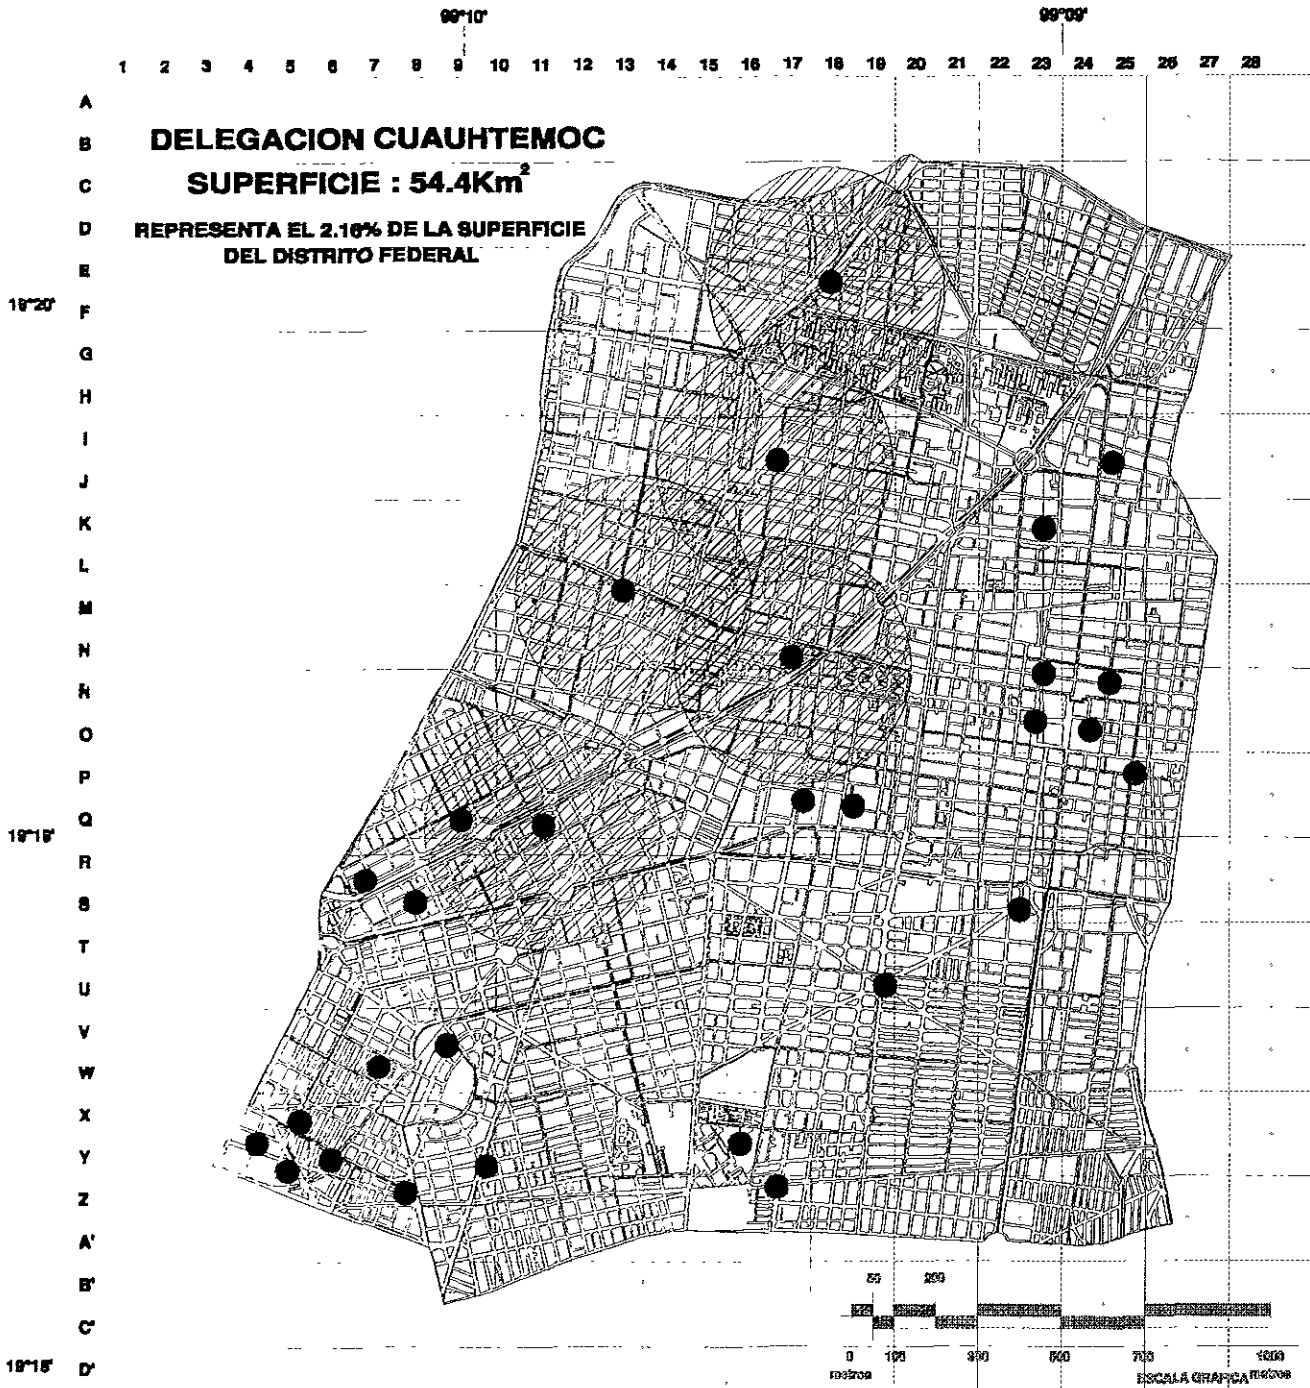 99°10' 99°09'
1 2 3 4 5 6 7 8 9 10 11 13 14 15 16 17 19 20 21 22 23 24 25 27 28
A
B
DELEGACION CUAUHTEMOC
C
SUPERFICIE : 54.4Km²
D
REPRESENTA EL 2.16% DE LA SUPERFICIE
DEL DISTRITO FEDERAL
E
19°20'
F
G
H
I
J
K
L
M
N
Ñ
O
P
Q
19°19'
R
S
T
U
V
W
X
Y
Z
A'
B'
50 200
C'
0 100 300 500 700 1000
metros metros
19°18' D'
ESCALA GRAFICA